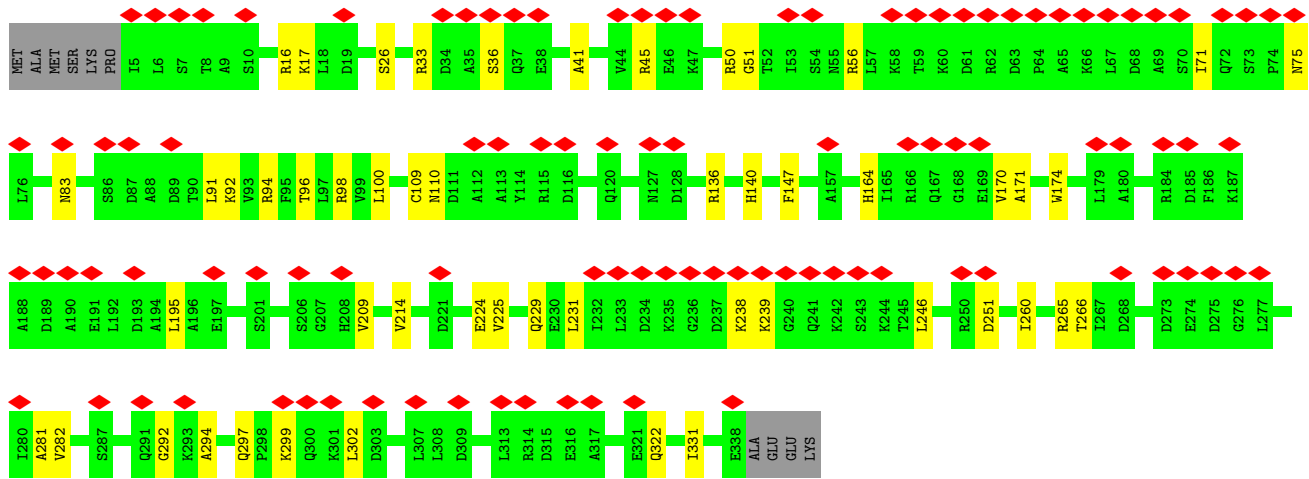 MET ALA MET SER LYS PRO I5 L6 S7 T8 A9 S10 R16 K17 L18 D19 S26 R33 D34 A35 S36 Q37 E38 A41 V44 R45 E46 K47 R50 G51 T52 I53 S54 N55 R56 L57 K58 T59 K60 D61 R62 D63 P64 A65 K66 L67 D68 A69 S70 I71 Q72 S73 P74 N75
L76 N83 S86 D87 A88 D89 T90 L91 K92 V93 R94 F95 T96 L97 R98 V99 L100 C109 N110 D111 A112 A113 Y114 R115 D116 Q120 N127 D128 R136 H140 F147 A157 H164 I165 R166 Q167 G168 E169 V170 A171 W174 L179 A180 R184 D185 F186 K187
A188 D189 A190 E191 L192 D193 A194 L195 A196 E197 S201 S206 G207 H208 V209 V214 D221 E224 V225 Q229 E230 L231 I232 L233 D234 K235 G236 D237 K238 K239 G240 Q241 K242 S243 K244 T245 L246 R250 D251 I260 R265 T266 I267 D268 D273 E274 D275 G276 L277
I280 A281 V282 S287 Q291 G292 K293 A294 Q297 P298 K299 Q300 K301 L302 D303 L307 L308 D309 L313 R314 D315 E316 A317 E321 Q322 I331 E338 ALA GLU GLU LYS